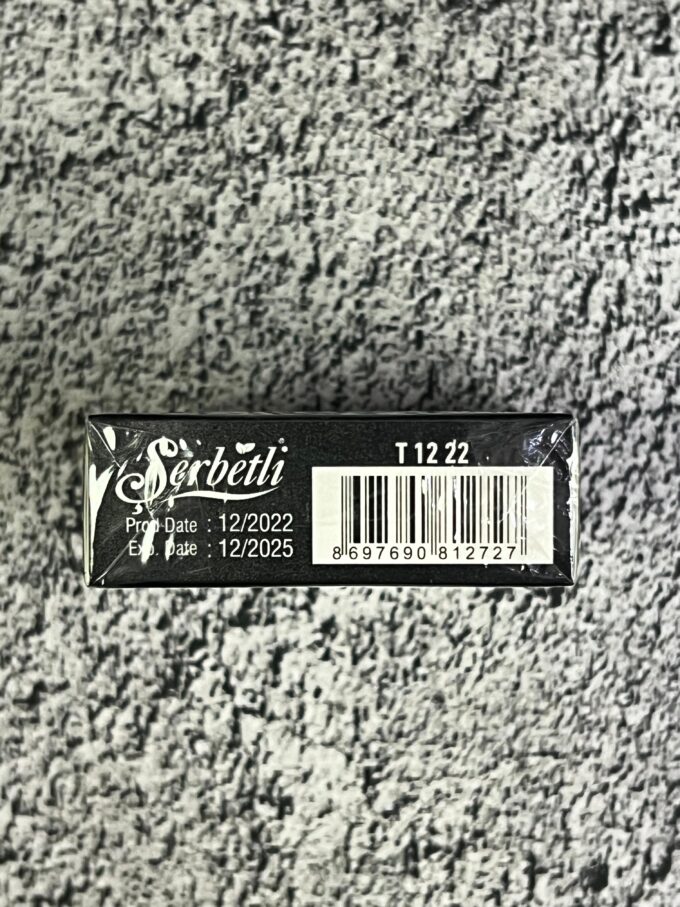 Şerbetli
Prod Date : 12/2022
Exp. Date : 12/2025
T 12 22
8 697690 812727